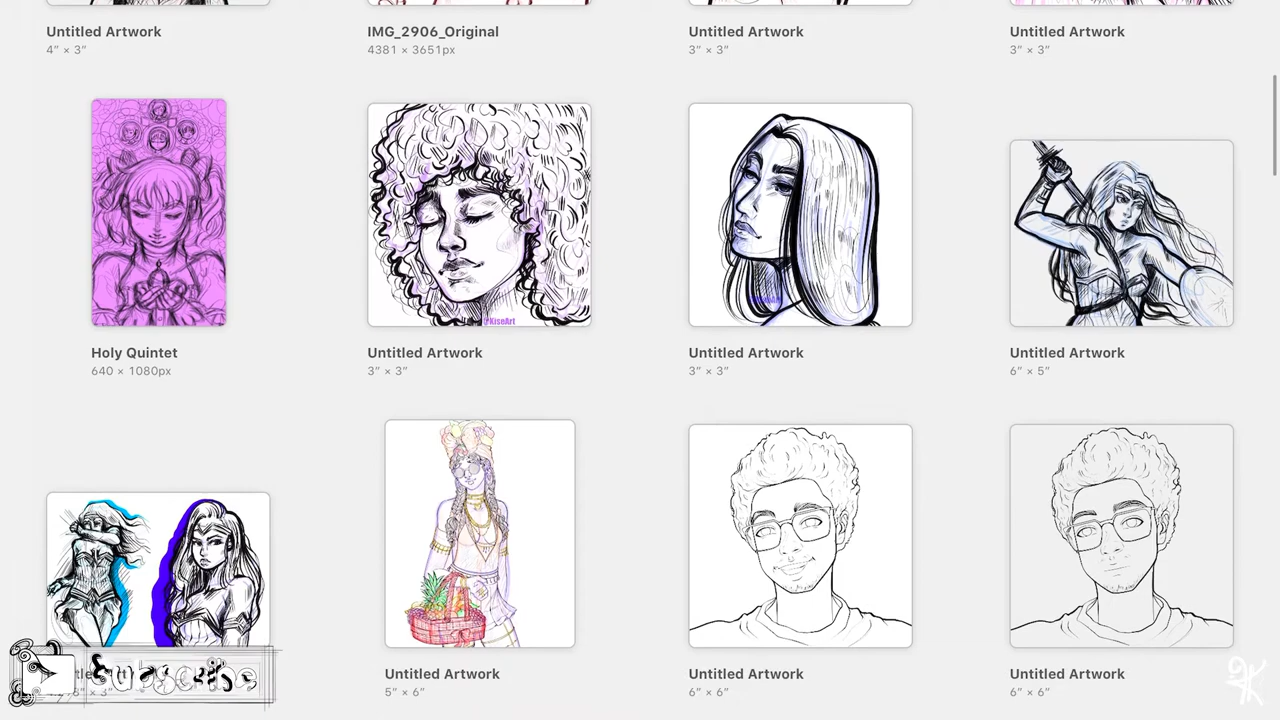 Untitled Artwork
4” × 3”
IMG_2906_Original
4381 × 3651px
Untitled Artwork
3” × 3”
Untitled Artwork
3” × 3”
Holy Quintet
640 × 1080px
@KiseArt
Untitled Artwork
3” × 3”
Untitled Artwork
3” × 3”
Untitled Artwork
6” × 5”
Subscribe
Untitled Artwork
5” × 6”
Untitled Artwork
6” × 6”
Untitled Artwork
6” × 6”